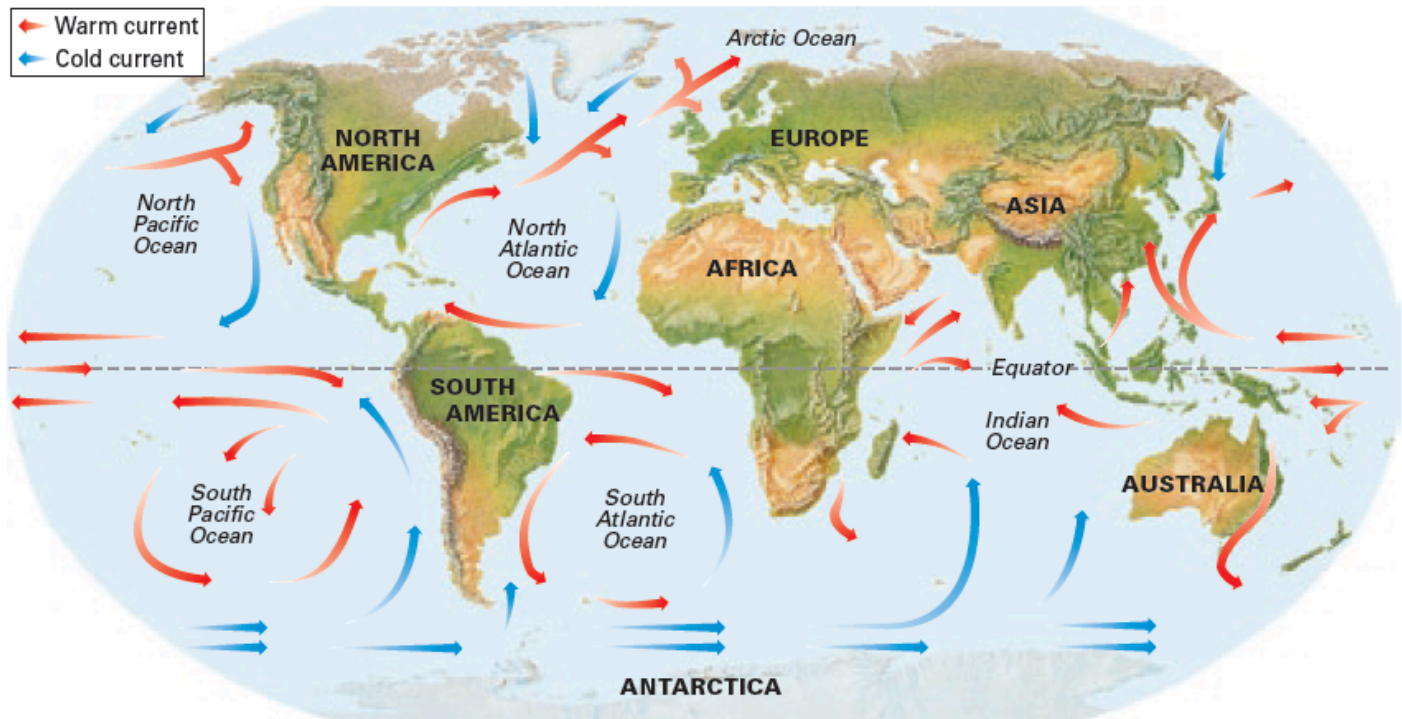 Warm current
Cold current
Arctic Ocean
NORTH
AMERICA
EUROPE
ASIA
North
Pacific
Ocean
North
Atlantic
Ocean
AFRICA
Equator
SOUTH
AMERICA
Indian
Ocean
AUSTRALIA
South
Pacific
Ocean
South
Atlantic
Ocean
ANTARCTICA